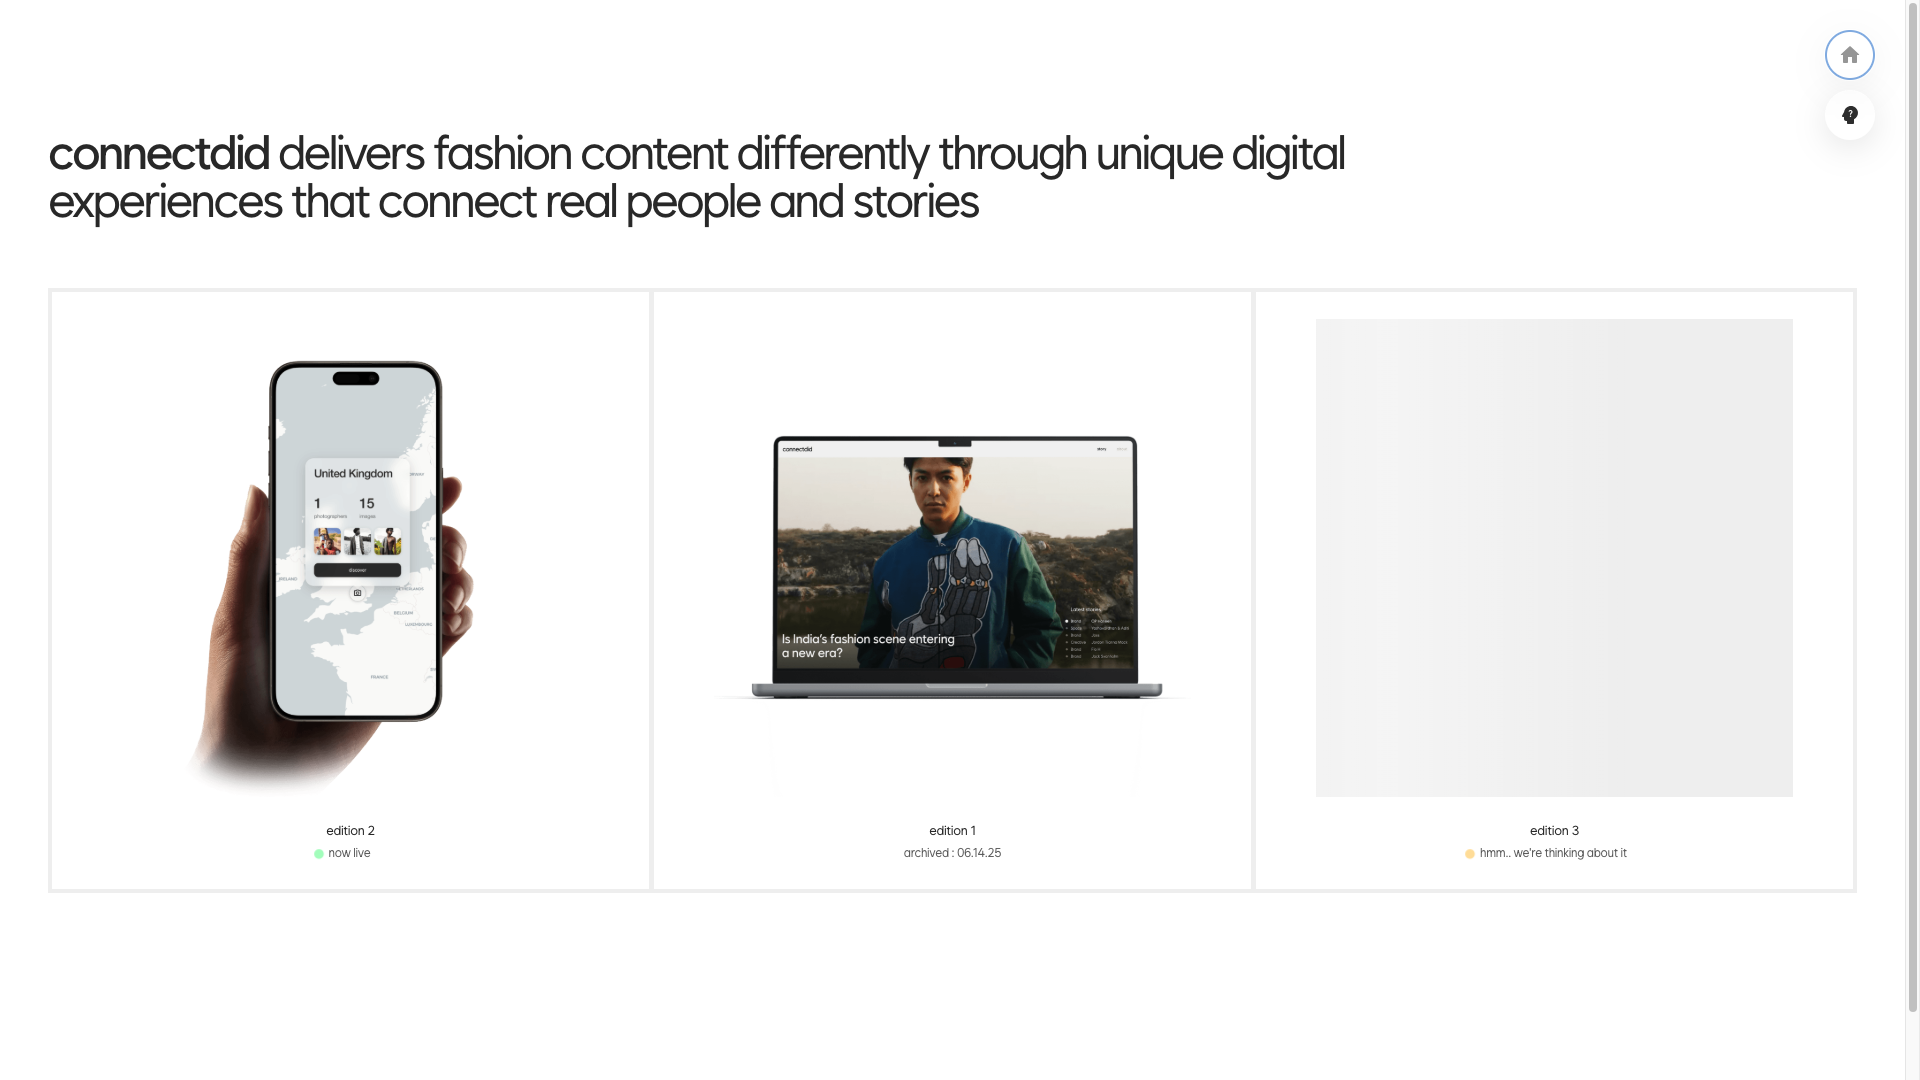 connectdid delivers fashion content differently through unique digital
experiences that connect real people and stories
United Kingdom
1
15
photographers
images
discover
IRELAND
NETHERLANDS
BELGIUM
LUXEMBOURG
FRANCE
edition 2
now live
connectdid
Is India's fashion scene entering
a new era?
Latest stories
edition 1
archived : 06.14.25
edition 3
hmm.. we're thinking about it